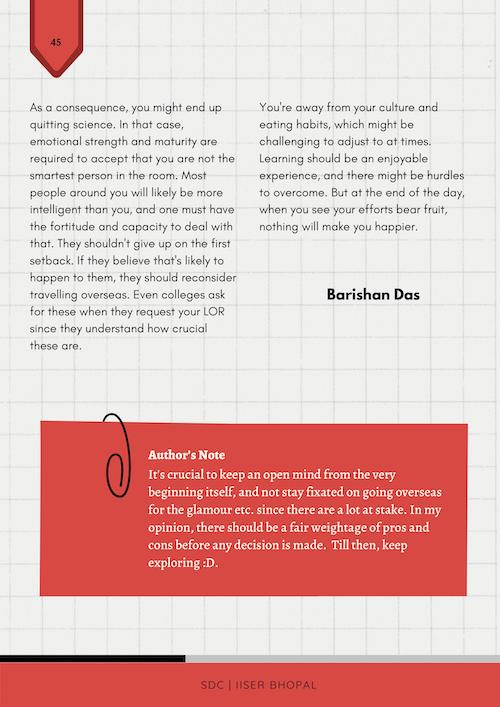 45
As a consequence, you might end up
quitting science. In that case,
emotional strength and maturity are
required to accept that you are not the
smartest person in the room. Most
people around you will likely be more
intelligent than you, and one must have
the fortitude and capacity to deal with
that. They shouldn't give up on the first
setback. If they believe that's likely to
happen to them, they should reconsider
travelling overseas. Even colleges ask
for these when they request your LOR
since they understand how crucial
these are.
You're away from your culture and
eating habits, which might be
challenging to adjust to at times.
Learning should be an enjoyable
experience, and there might be hurdles
to overcome. But at the end of the day,
when you see your efforts bear fruit,
nothing will make you happier.
Barishan Das
Author's Note
It's crucial to keep an open mind from the very
beginning itself, and not stay fixated on going overseas
for the glamour etc. since there are a lot at stake. In my
opinion, there should be a fair weightage of pros and
cons before any decision is made. Till then, keep
exploring :D.
SDC | IISER BHOPAL